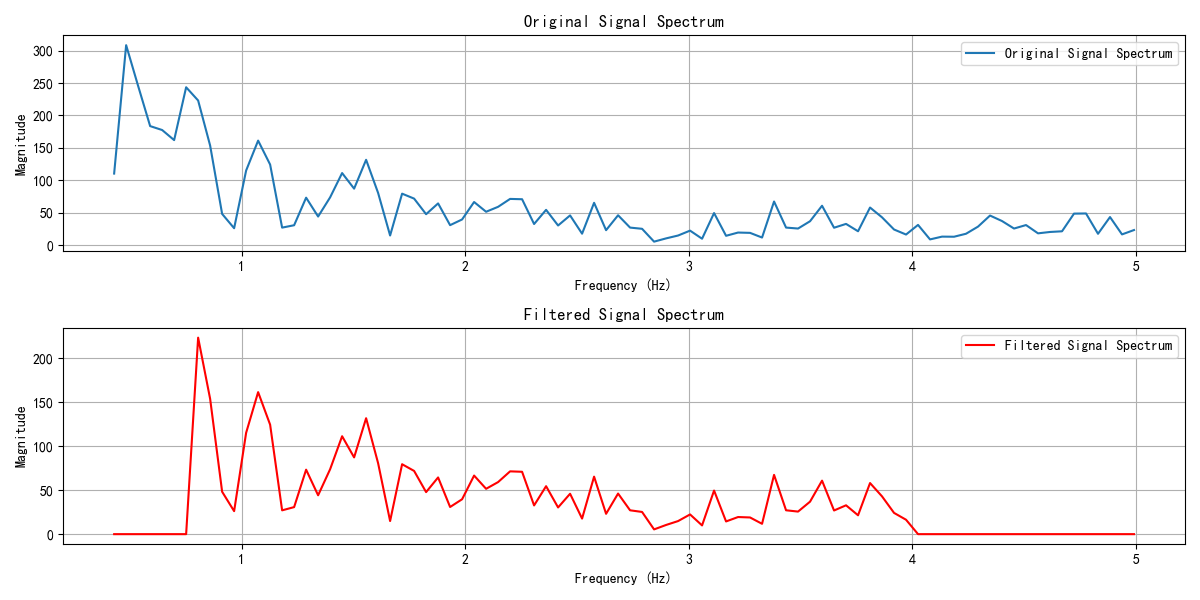 Original Signal Spectrum
Original Signal Spectrum
Magnitude
300
250
200
150
100
50
0
1
2
3
4
5
Frequency (Hz)
Filtered Signal Spectrum
Filtered Signal Spectrum
Magnitude
200
150
100
50
0
1
2
3
4
5
Frequency (Hz)